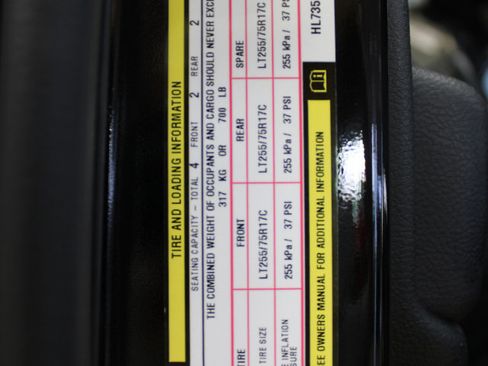 TIRE AND LOADING INFORMATION
SEATING CAPACITY - TOTAL 4 FRONT 2 REAR 2
THE COMBINED WEIGHT OF OCCUPANTS AND CARGO SHOULD NEVER EXC
317 KG OR 700 LB
TIRE FRONT REAR SPARE
TIRE SIZE LT255/75R17C LT255/75R17C LT255/75R17C
INFLATION
SURE 255 kPa / 37 PSI 255 kPa / 37 PSI 255 kPa / 37 PSI
EE OWNERS MANUAL FOR ADDITIONAL INFORMATION
HL735